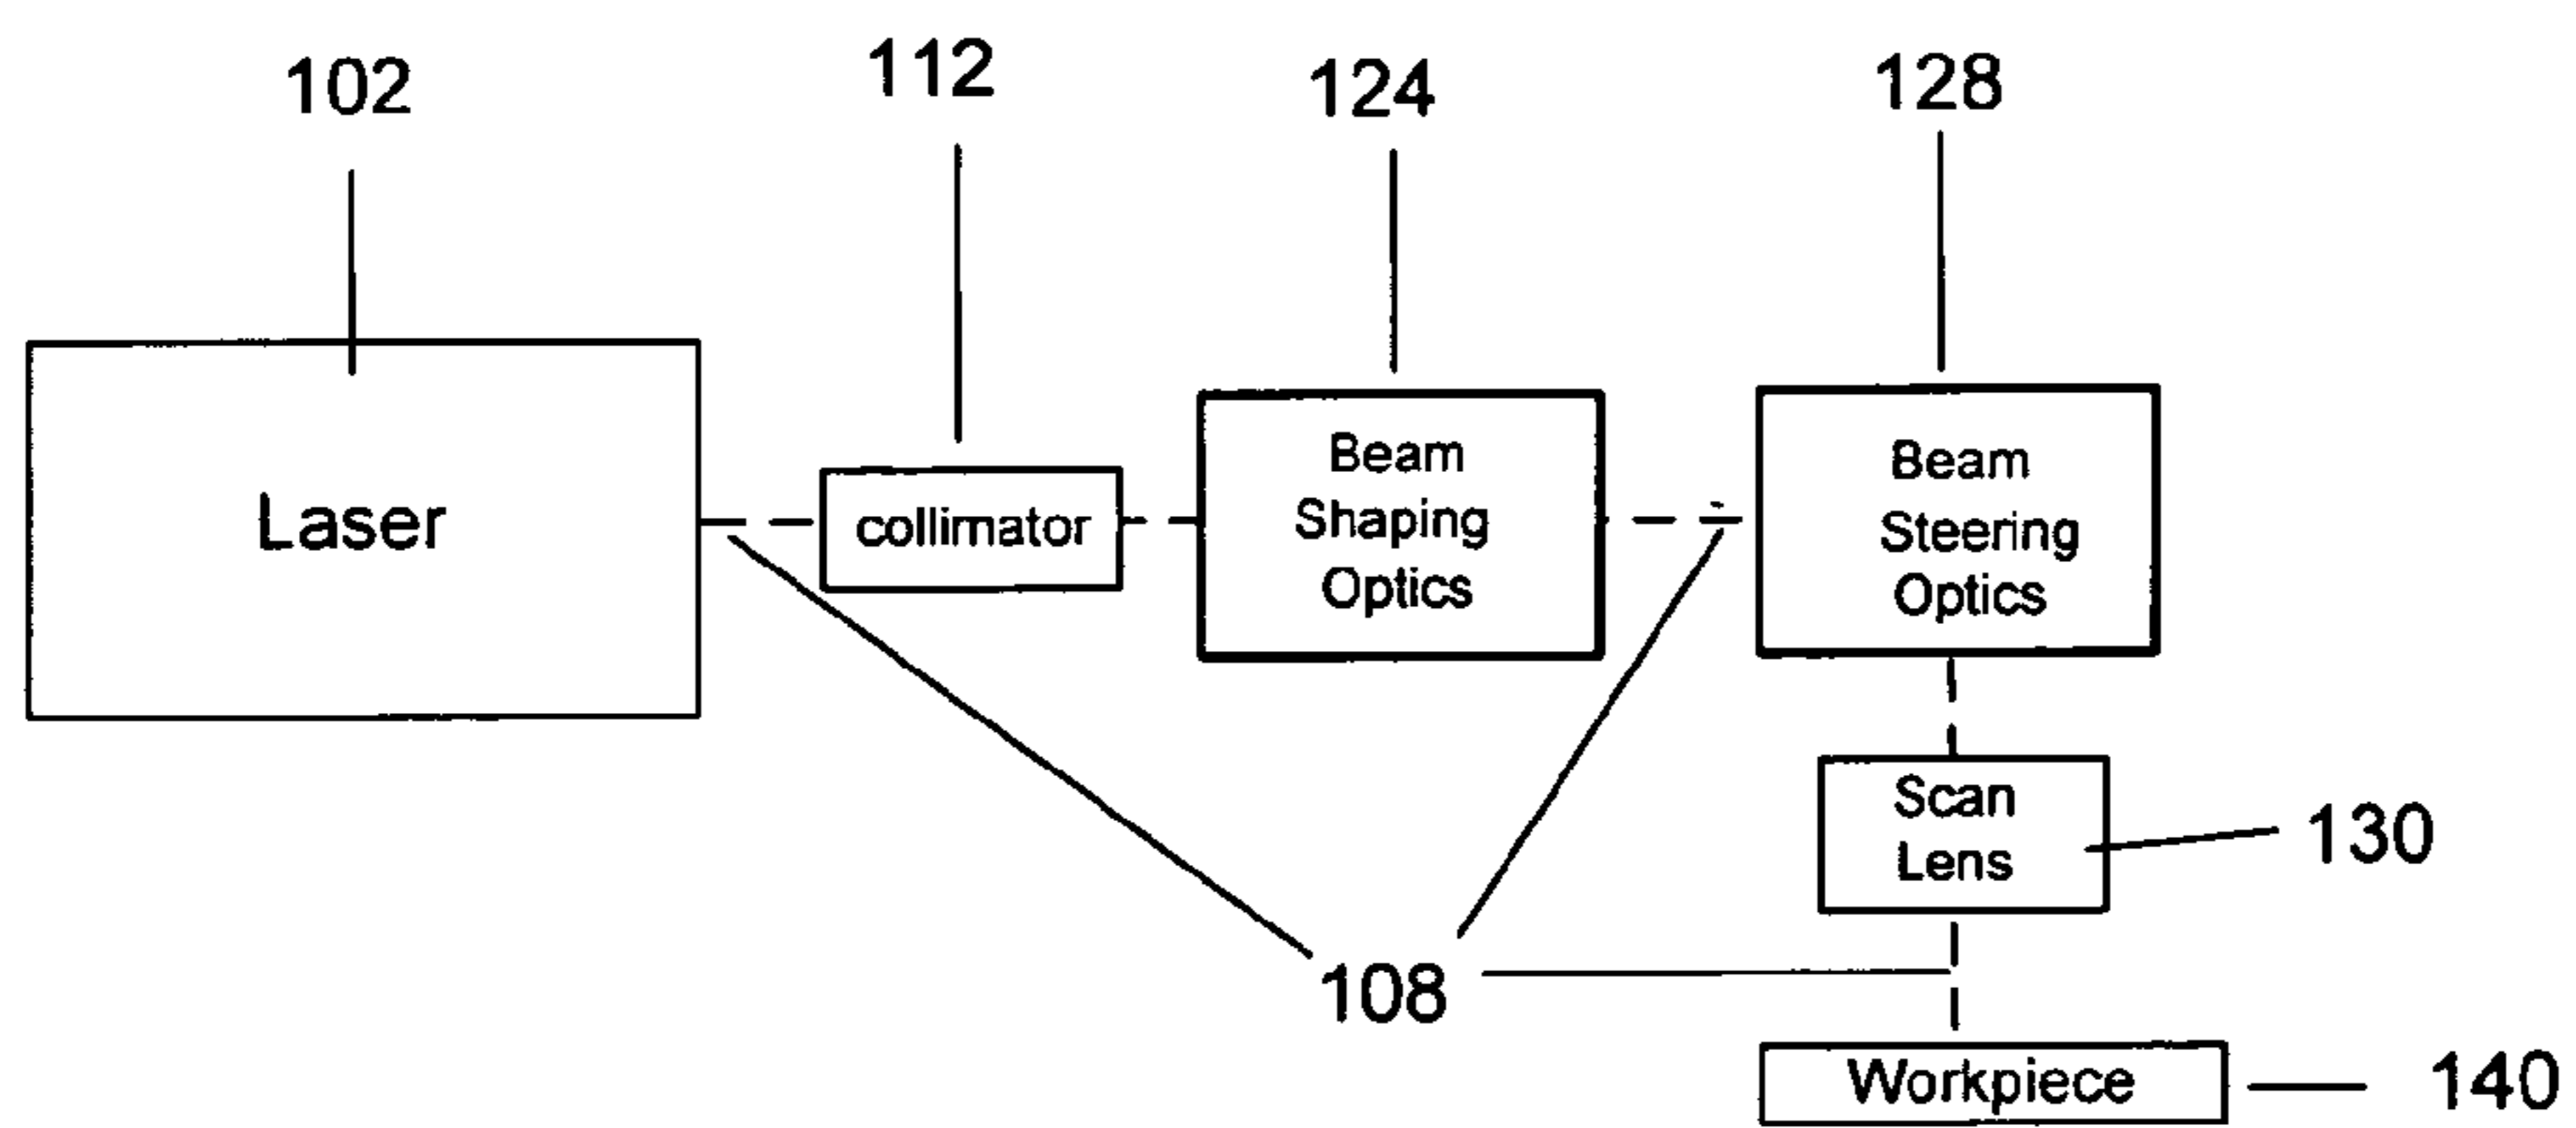 102
112
124
128
Laser
collimator
Beam
Shaping
Optics
Beam
Steering
Optics
Scan
Lens
130
108
Workpiece
140